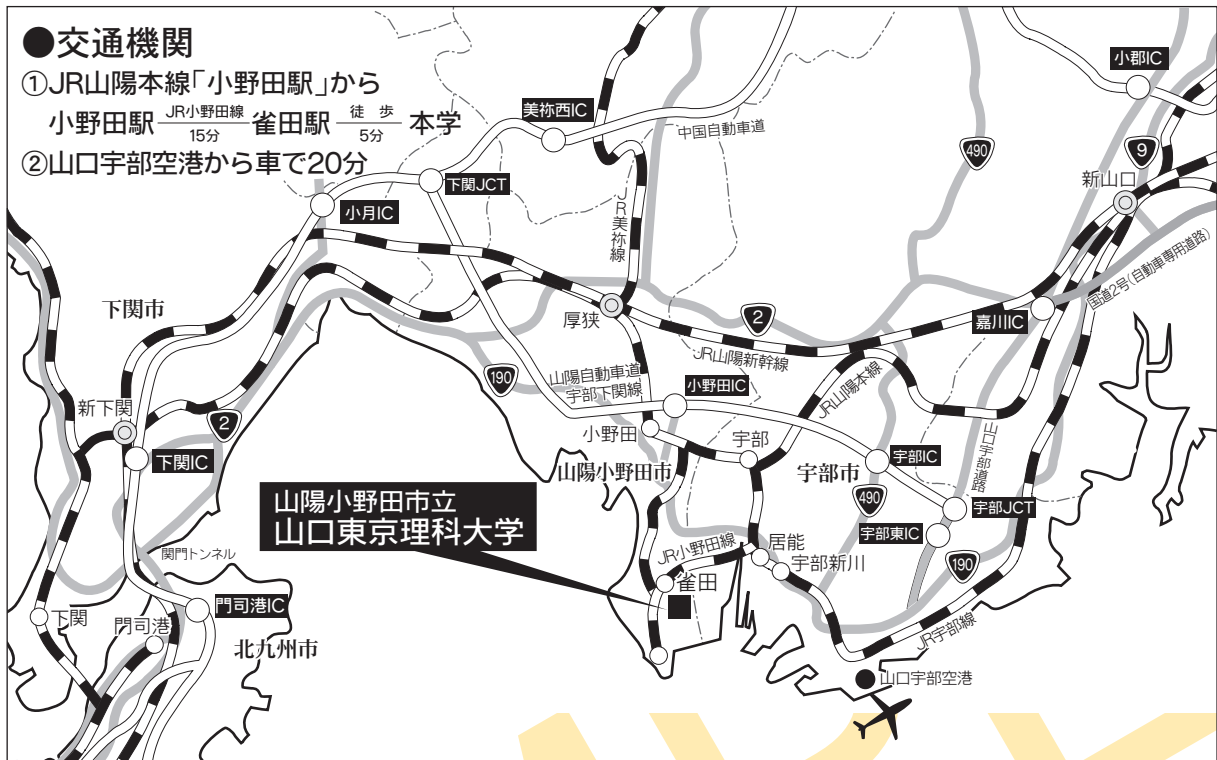 ●交通機関
①JR山陽本線「小野田駅」から
小野田駅 JR小野田線 15分 雀田駅 徒歩 5分 本学
②山口宇部空港から車で20分
小郡IC
美祢西IC
中国自動車道
490
9
新山口
下関JCT
小月IC
JR美祢線
国道2号(自動車専用道路)
下関市
厚狭
2
嘉川IC
JR山陽新幹線
190
山陽自動車道
宇部下関線
小野田IC
JR山陽本線
新下関
2
小野田
宇部
山口宇部道路
下関IC
山陽小野田市
宇部市
宇部IC
490
山陽小野田市立
山口東京理科大学
宇部JCT
宇部東IC
関門トンネル
JR小野田線
居能
宇部新川
190
雀田
下関
門司港IC
門司港
北九州市
JR宇部線
山口宇部空港